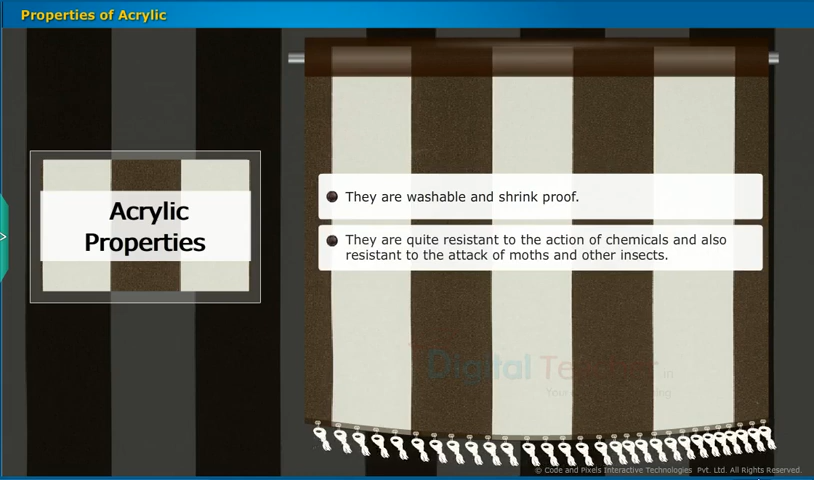 Properties of Acrylic
Acrylic
Properties
They are washable and shrink proof.
They are quite resistant to the action of chemicals and also
resistant to the attack of moths and other insects.
Digital
in
© Code and Pixels Interactive Technologies Pvt. Ltd. All Rights Reserved.